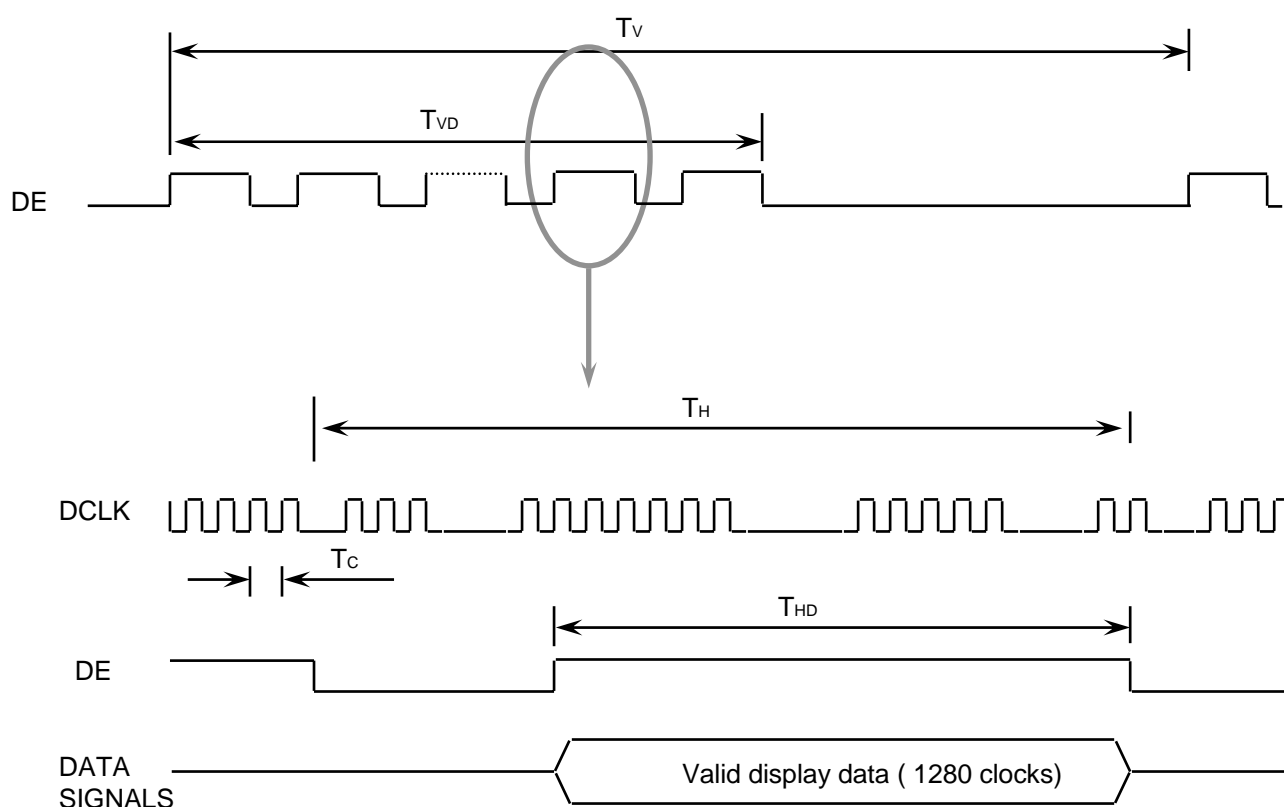 TV
TVD
DE
TH
DCLK
TC
THD
DE
DATA
SIGNALS
Valid display data ( 1280 clocks)